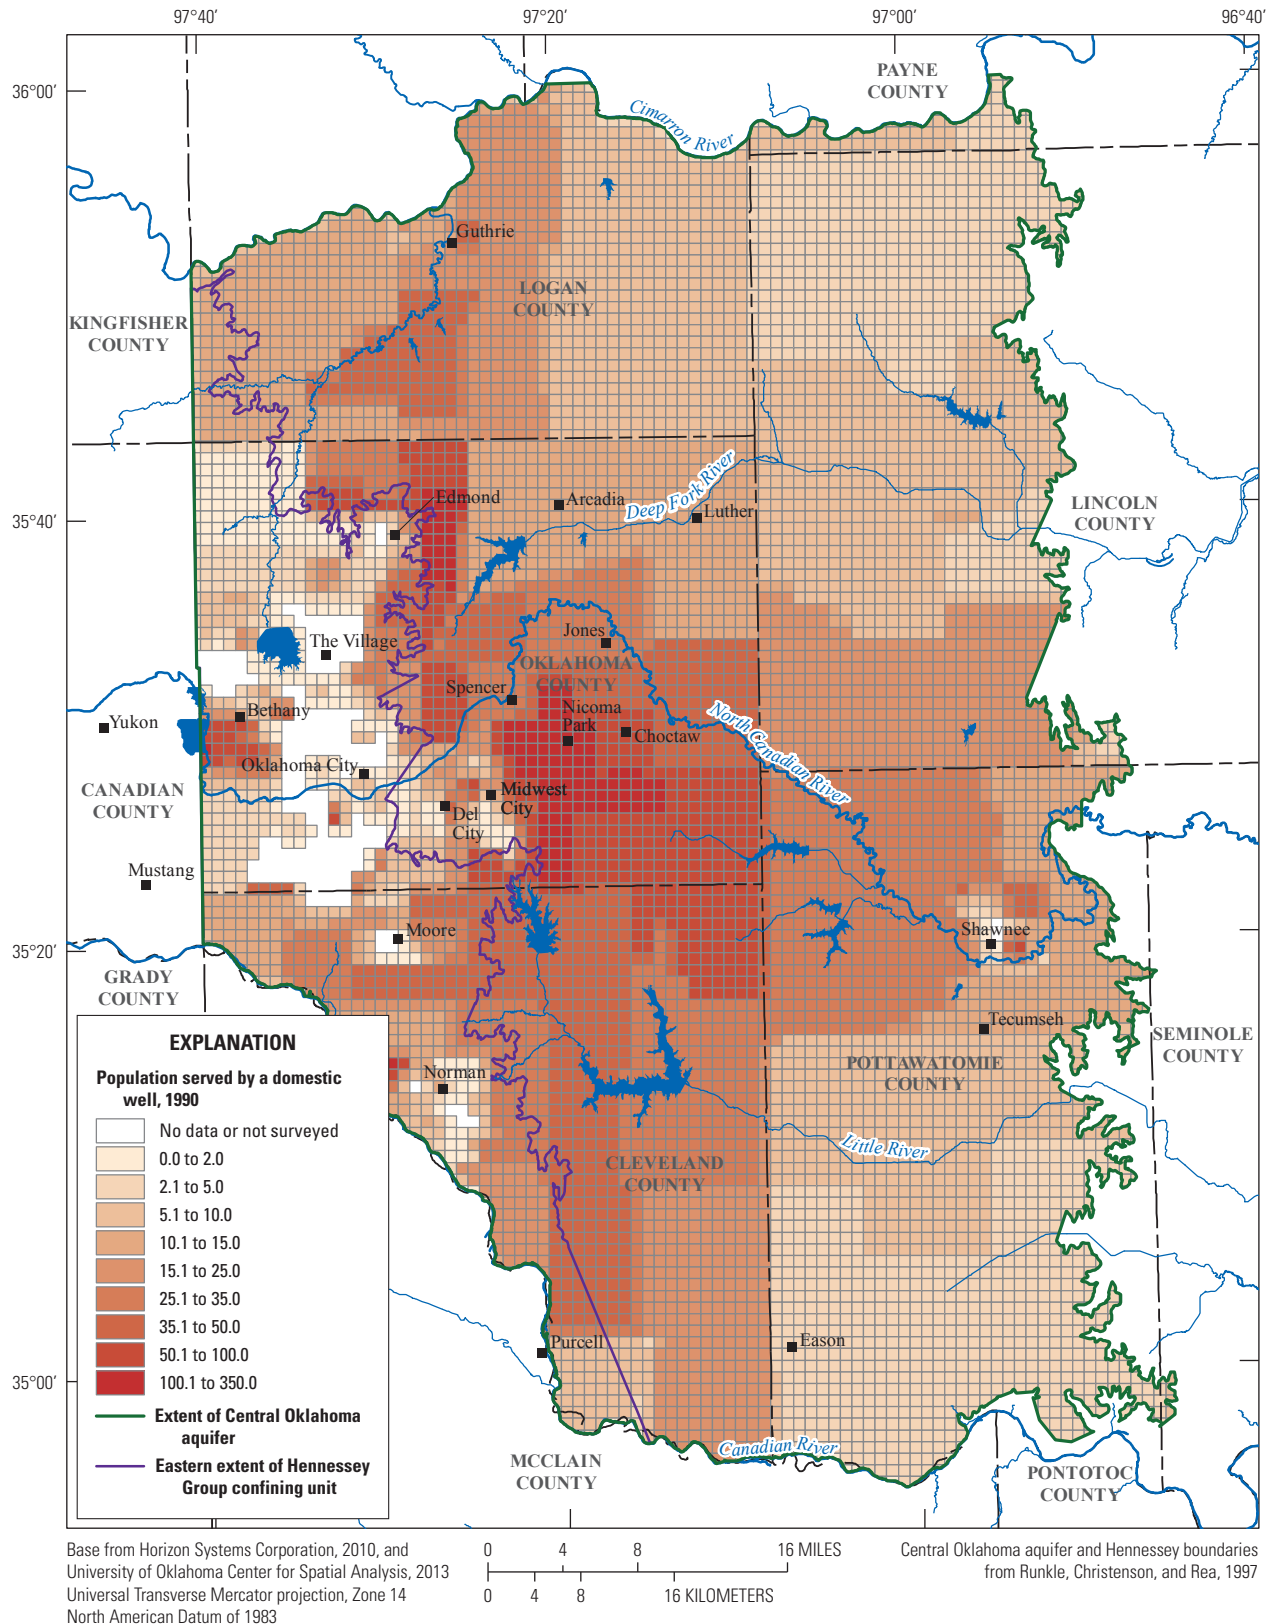 97°40′
97°20′
97°00′
96°40′
36°00′
35°40′
35°20′
35°00′
PAYNE
COUNTY
Cimarron River
Guthrie
LOGAN
COUNTY
KINGFISHER
COUNTY
Edmond
Arcadia
Deep Fork River
Luther
LINCOLN
COUNTY
The Village
Jones
OKLAHOMA
COUNTY
Spencer
Bethany
Yukon
Nicoma
Park
Choctaw
North Canadian River
Oklahoma City
CANADIAN
COUNTY
Midwest
City
Del
City
Mustang
Moore
Shawnee
GRADY
COUNTY
Tecumseh
SEMINOLE
COUNTY
POTTAWATOMIE
COUNTY
Norman
Little River
CLEVELAND
COUNTY
Purcell
Eason
Canadian River
MCCLAIN
COUNTY
PONTOTOC
COUNTY
EXPLANATION
Population served by a domestic
well, 1990
No data or not surveyed
0.0 to 2.0
2.1 to 5.0
5.1 to 10.0
10.1 to 15.0
15.1 to 25.0
25.1 to 35.0
35.1 to 50.0
50.1 to 100.0
100.1 to 350.0
Extent of Central Oklahoma
aquifer
Eastern extent of Hennessey
Group confining unit
Base from Horizon Systems Corporation, 2010, and
University of Oklahoma Center for Spatial Analysis, 2013
Universal Transverse Mercator projection, Zone 14
North American Datum of 1983
0 4 8 16 MILES
0 4 8 16 KILOMETERS
Central Oklahoma aquifer and Hennessey boundaries
from Runkle, Christenson, and Rea, 1997